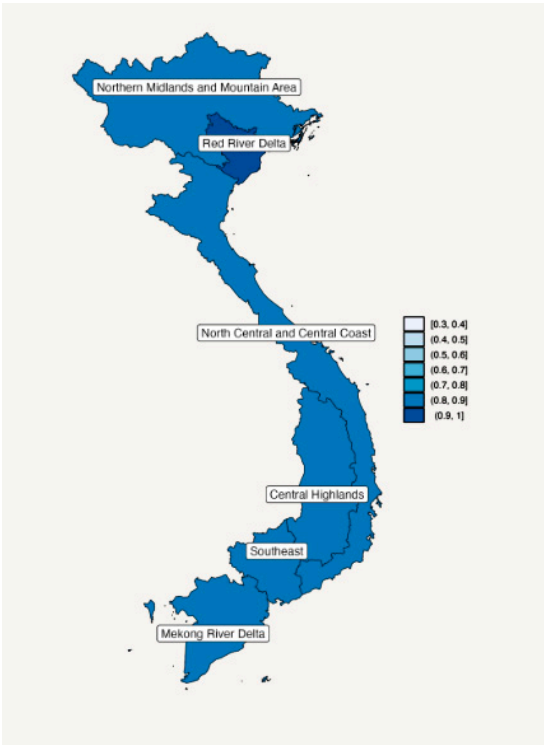 Northern Midlands and Mountain Area
Red River Delta
North Central and Central Coast
[0.3, 0.4]
(0.4, 0.5]
(0.5, 0.6]
(0.6, 0.7]
(0.7, 0.8]
(0.8, 0.9]
(0.9, 1]
Central Highlands
Southeast
Mekong River Delta